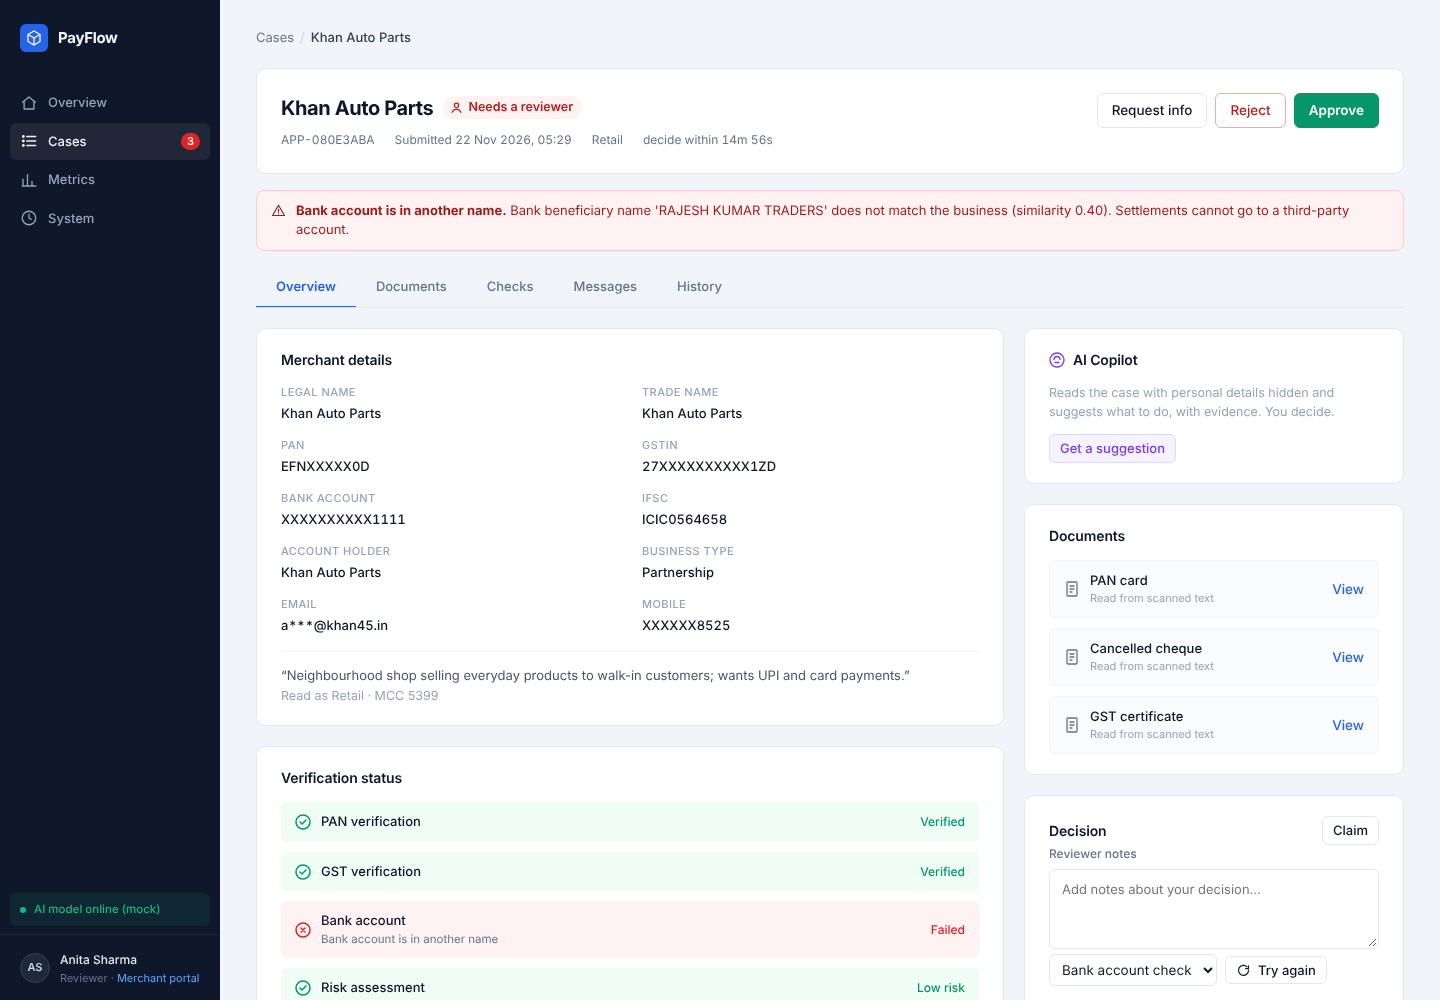 PayFlow
Overview
Cases
3
Metrics
System
AI model online (mock)
AS
Anita Sharma
Reviewer · Merchant portal
Cases / Khan Auto Parts
Khan Auto Parts
Needs a reviewer
APP-080E3ABA Submitted 22 Nov 2026, 05:29 Retail decide within 14m 56s
Request info
Reject
Approve
Bank account is in another name. Bank beneficiary name 'RAJESH KUMAR TRADERS' does not match the business (similarity 0.40). Settlements cannot go to a third-party
account.
Overview Documents Checks Messages History
Merchant details
LEGAL NAME
Khan Auto Parts
TRADE NAME
Khan Auto Parts
PAN
EFNXXXXX0D
GSTIN
27XXXXXXXXXX1ZD
BANK ACCOUNT
XXXXXXXXXX1111
IFSC
ICIC0564658
ACCOUNT HOLDER
Khan Auto Parts
BUSINESS TYPE
Partnership
EMAIL
a***@khan45.in
MOBILE
XXXXXX8525
“Neighbourhood shop selling everyday products to walk-in customers; wants UPI and card payments.”
Read as Retail · MCC 5399
Verification status
PAN verification
Verified
GST verification
Verified
Bank account
Bank account is in another name
Failed
Risk assessment
Low risk
AI Copilot
Reads the case with personal details hidden and
suggests what to do, with evidence. You decide.
Get a suggestion
Documents
PAN card
Read from scanned text
View
Cancelled cheque
Read from scanned text
View
GST certificate
Read from scanned text
View
Decision
Claim
Reviewer notes
Add notes about your decision...
Bank account check
Try again